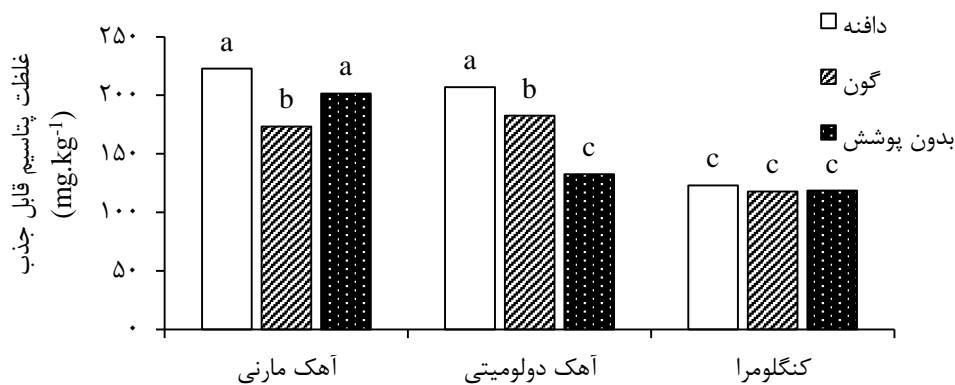 غلظت پتاسیم قابل جذب
(mg.kg-1)
۲۵۰
۲۰۰
۱۵۰
۱۰۰
۵۰
۰
a
b
a
a
b
c
c
c
c
دافنه
گون
بدون پوشش
آهک مارنی
آهک دولومیتی
کنگلومرا